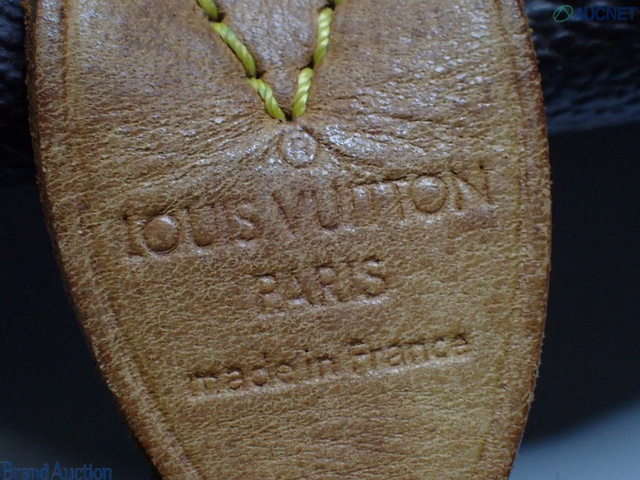 AUCNET
®
LOUIS VUITTON
PARIS
made in France
Brand Auction